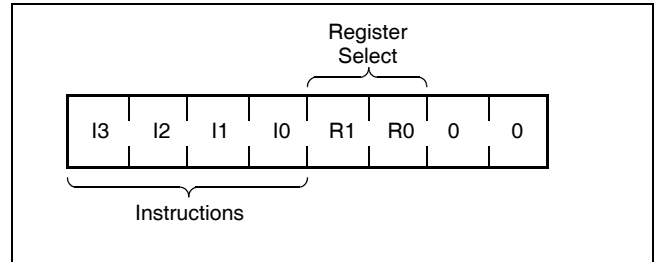 Register
Select
I3 I2 I1 I0 R1 R0 0 0
Instructions